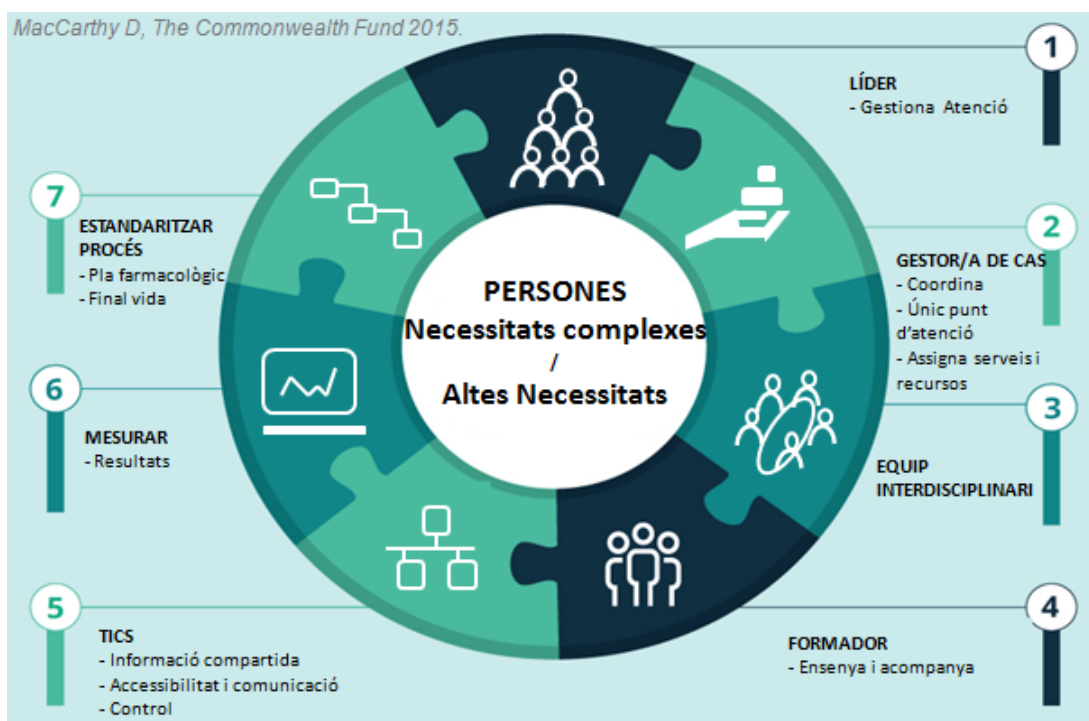 MacCarthy D, The Commonwealth Fund 2015.
1
LÍDER
- Gestiona Atenció
2
GESTOR/A DE CAS
- Coordina
- Únic punt
d'atenció
- Assigna serveis i
recursos
3
EQUIP
INTERDISCIPLINARI
4
FORMADOR
- Ensenya i acompanya
5
TICS
- Informació compartida
- Accessibilitat i comunicació
- Control
6
MESURAR
- Resultats
7
ESTANDARITZAR
PROCÉS
- Pla farmacològic
- Final vida
PERSONES
Necessitats complexes
/
Altes Necessitats